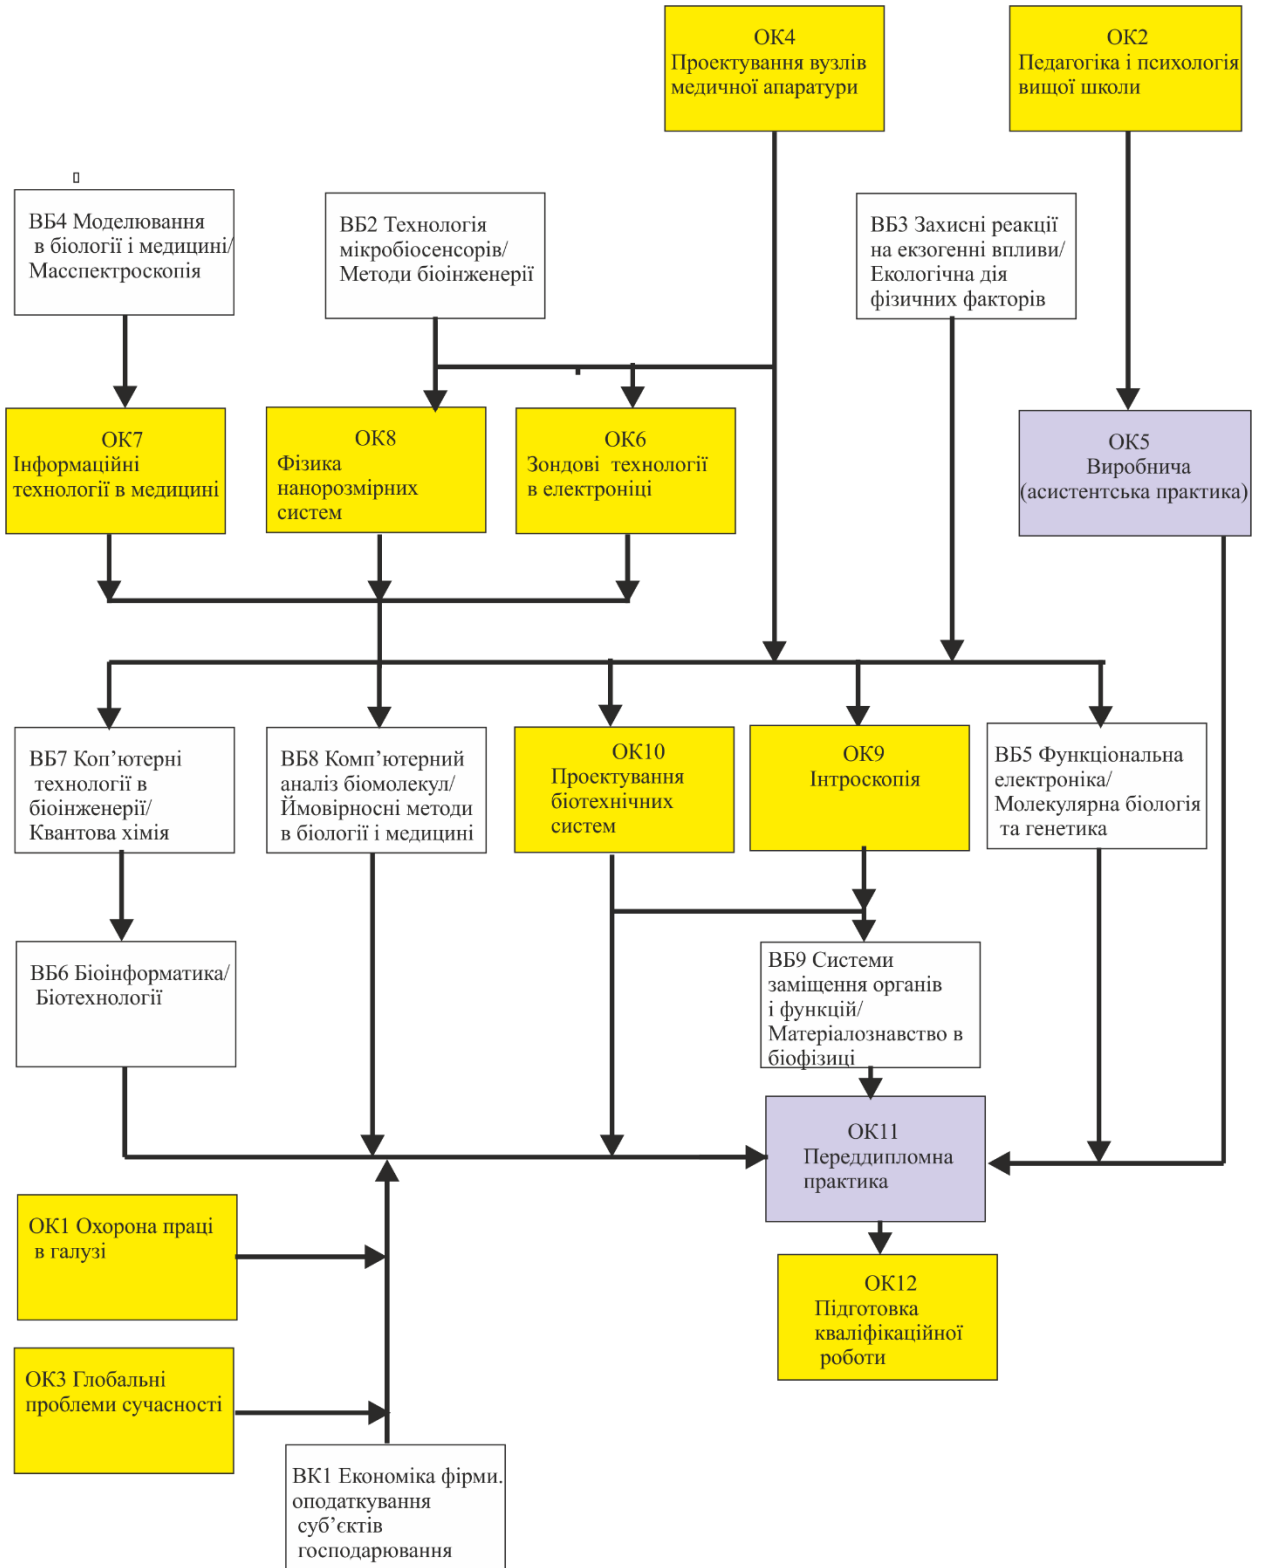 ОК4
Проектування вузлів
медичної апаратури
ОК2
Педагогіка і психологія
вищої школи
ВБ4 Моделювання
в біології і медицині/
Масспектроскопія
ВБ2 Технологія
мікробіосенсорів/
Методи біоінженерії
ВБ3 Захисні реакції
на екзогенні впливи/
Екологічна дія
фізичних факторів
ОК7
Інформаційні
технології в медицині
ОК8
Фізика
нанорозмірних
систем
ОК6
Зондові технології
в електроніці
ОК5
Виробнича
(асистентська практика)
ВБ7 Коп’ютерні
технології в
біоінженерії/
Квантова хімія
ВБ8 Комп’ютерний
аналіз біомолекул/
Ймовірносні методи
в біології і медицині
ОК10
Проектування
біотехнічних
систем
ОК9
Інтроскопія
ВБ5 Функціональна
електроніка/
Молекулярна біологія
та генетика
ВБ6 Біоінформатика/
Біотехнології
ВБ9 Системи
заміщення органів
і функцій/
Матеріалознавство в
біофізиці
ОК11
Переддипломна
практика
ОК1 Охорона праці
в галузі
ОК12
Підготовка
кваліфікаційної
роботи
ОК3 Глобальні
проблеми сучасності
ВК1 Економіка фірми.
оподаткування
суб’єктів
господарювання